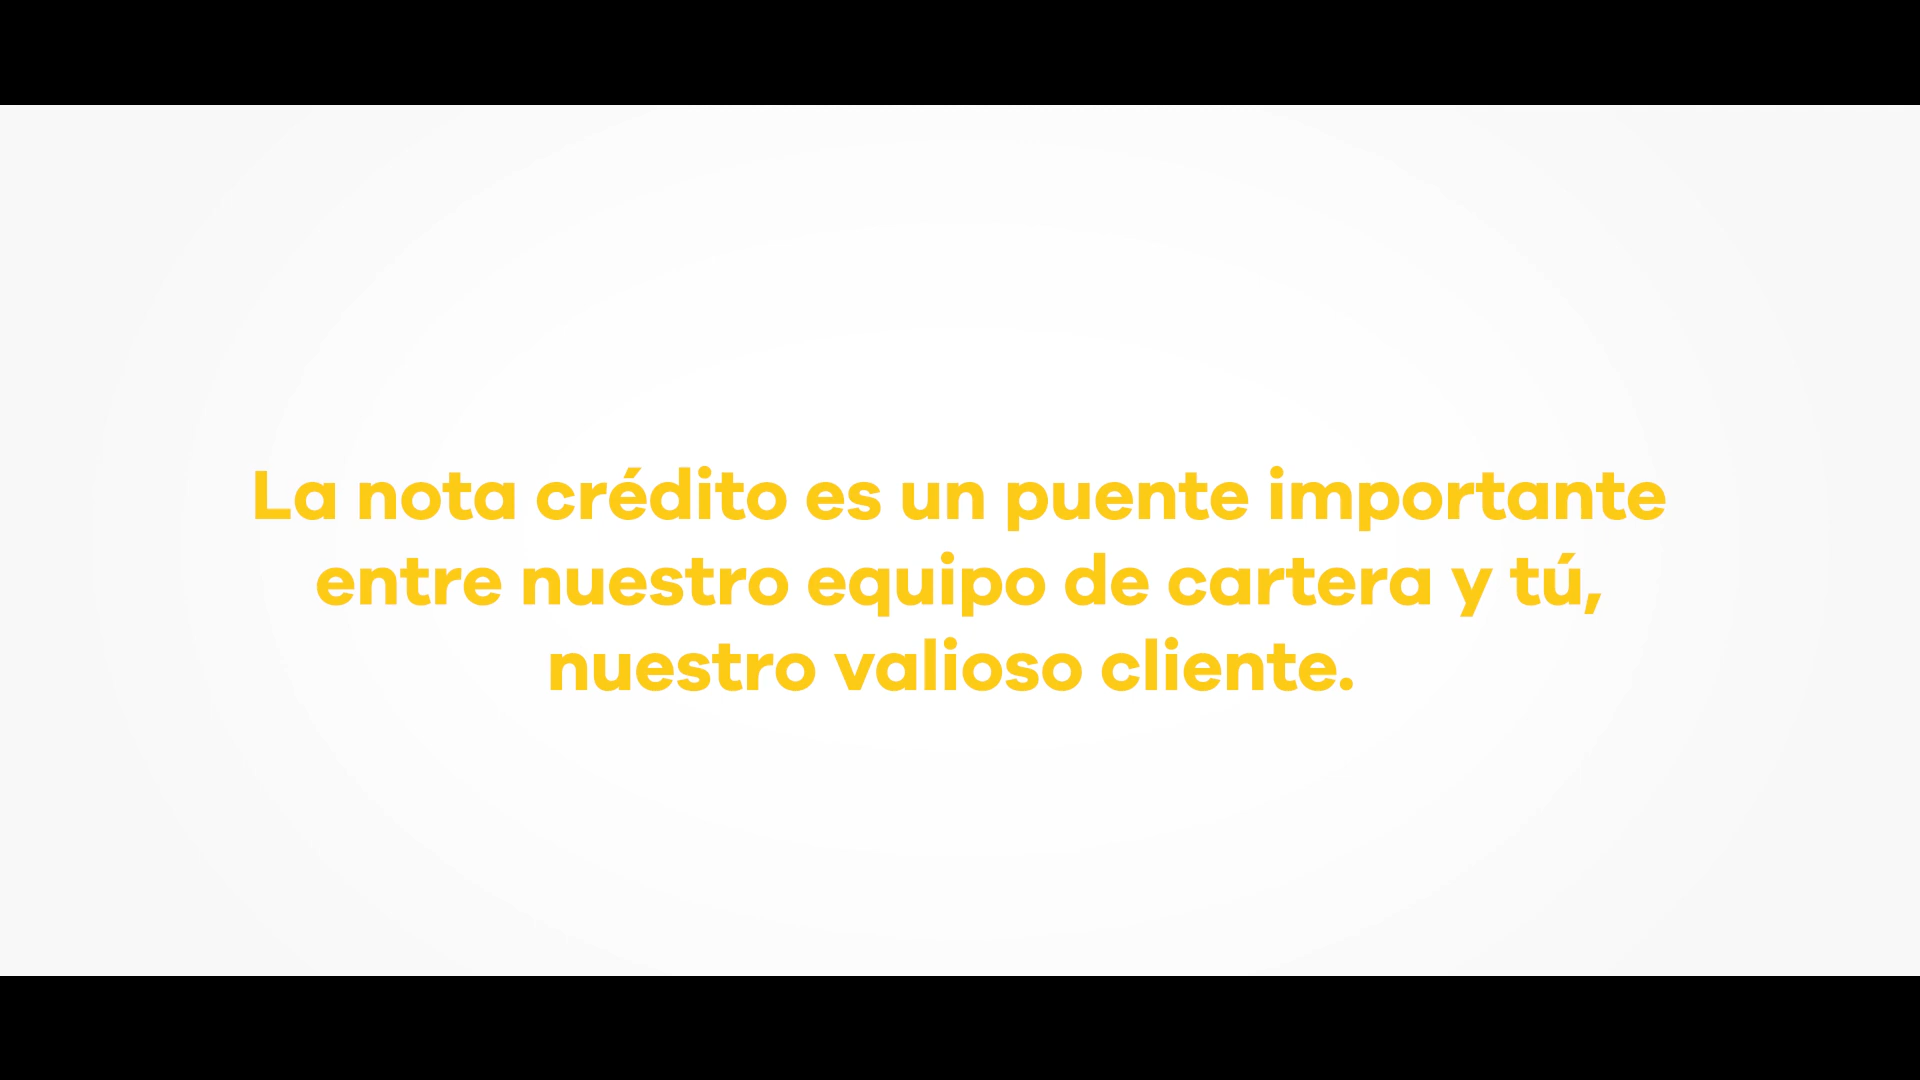 La nota crédito es un puente importante
entre nuestro equipo de cartera y tú,
nuestro valioso cliente.